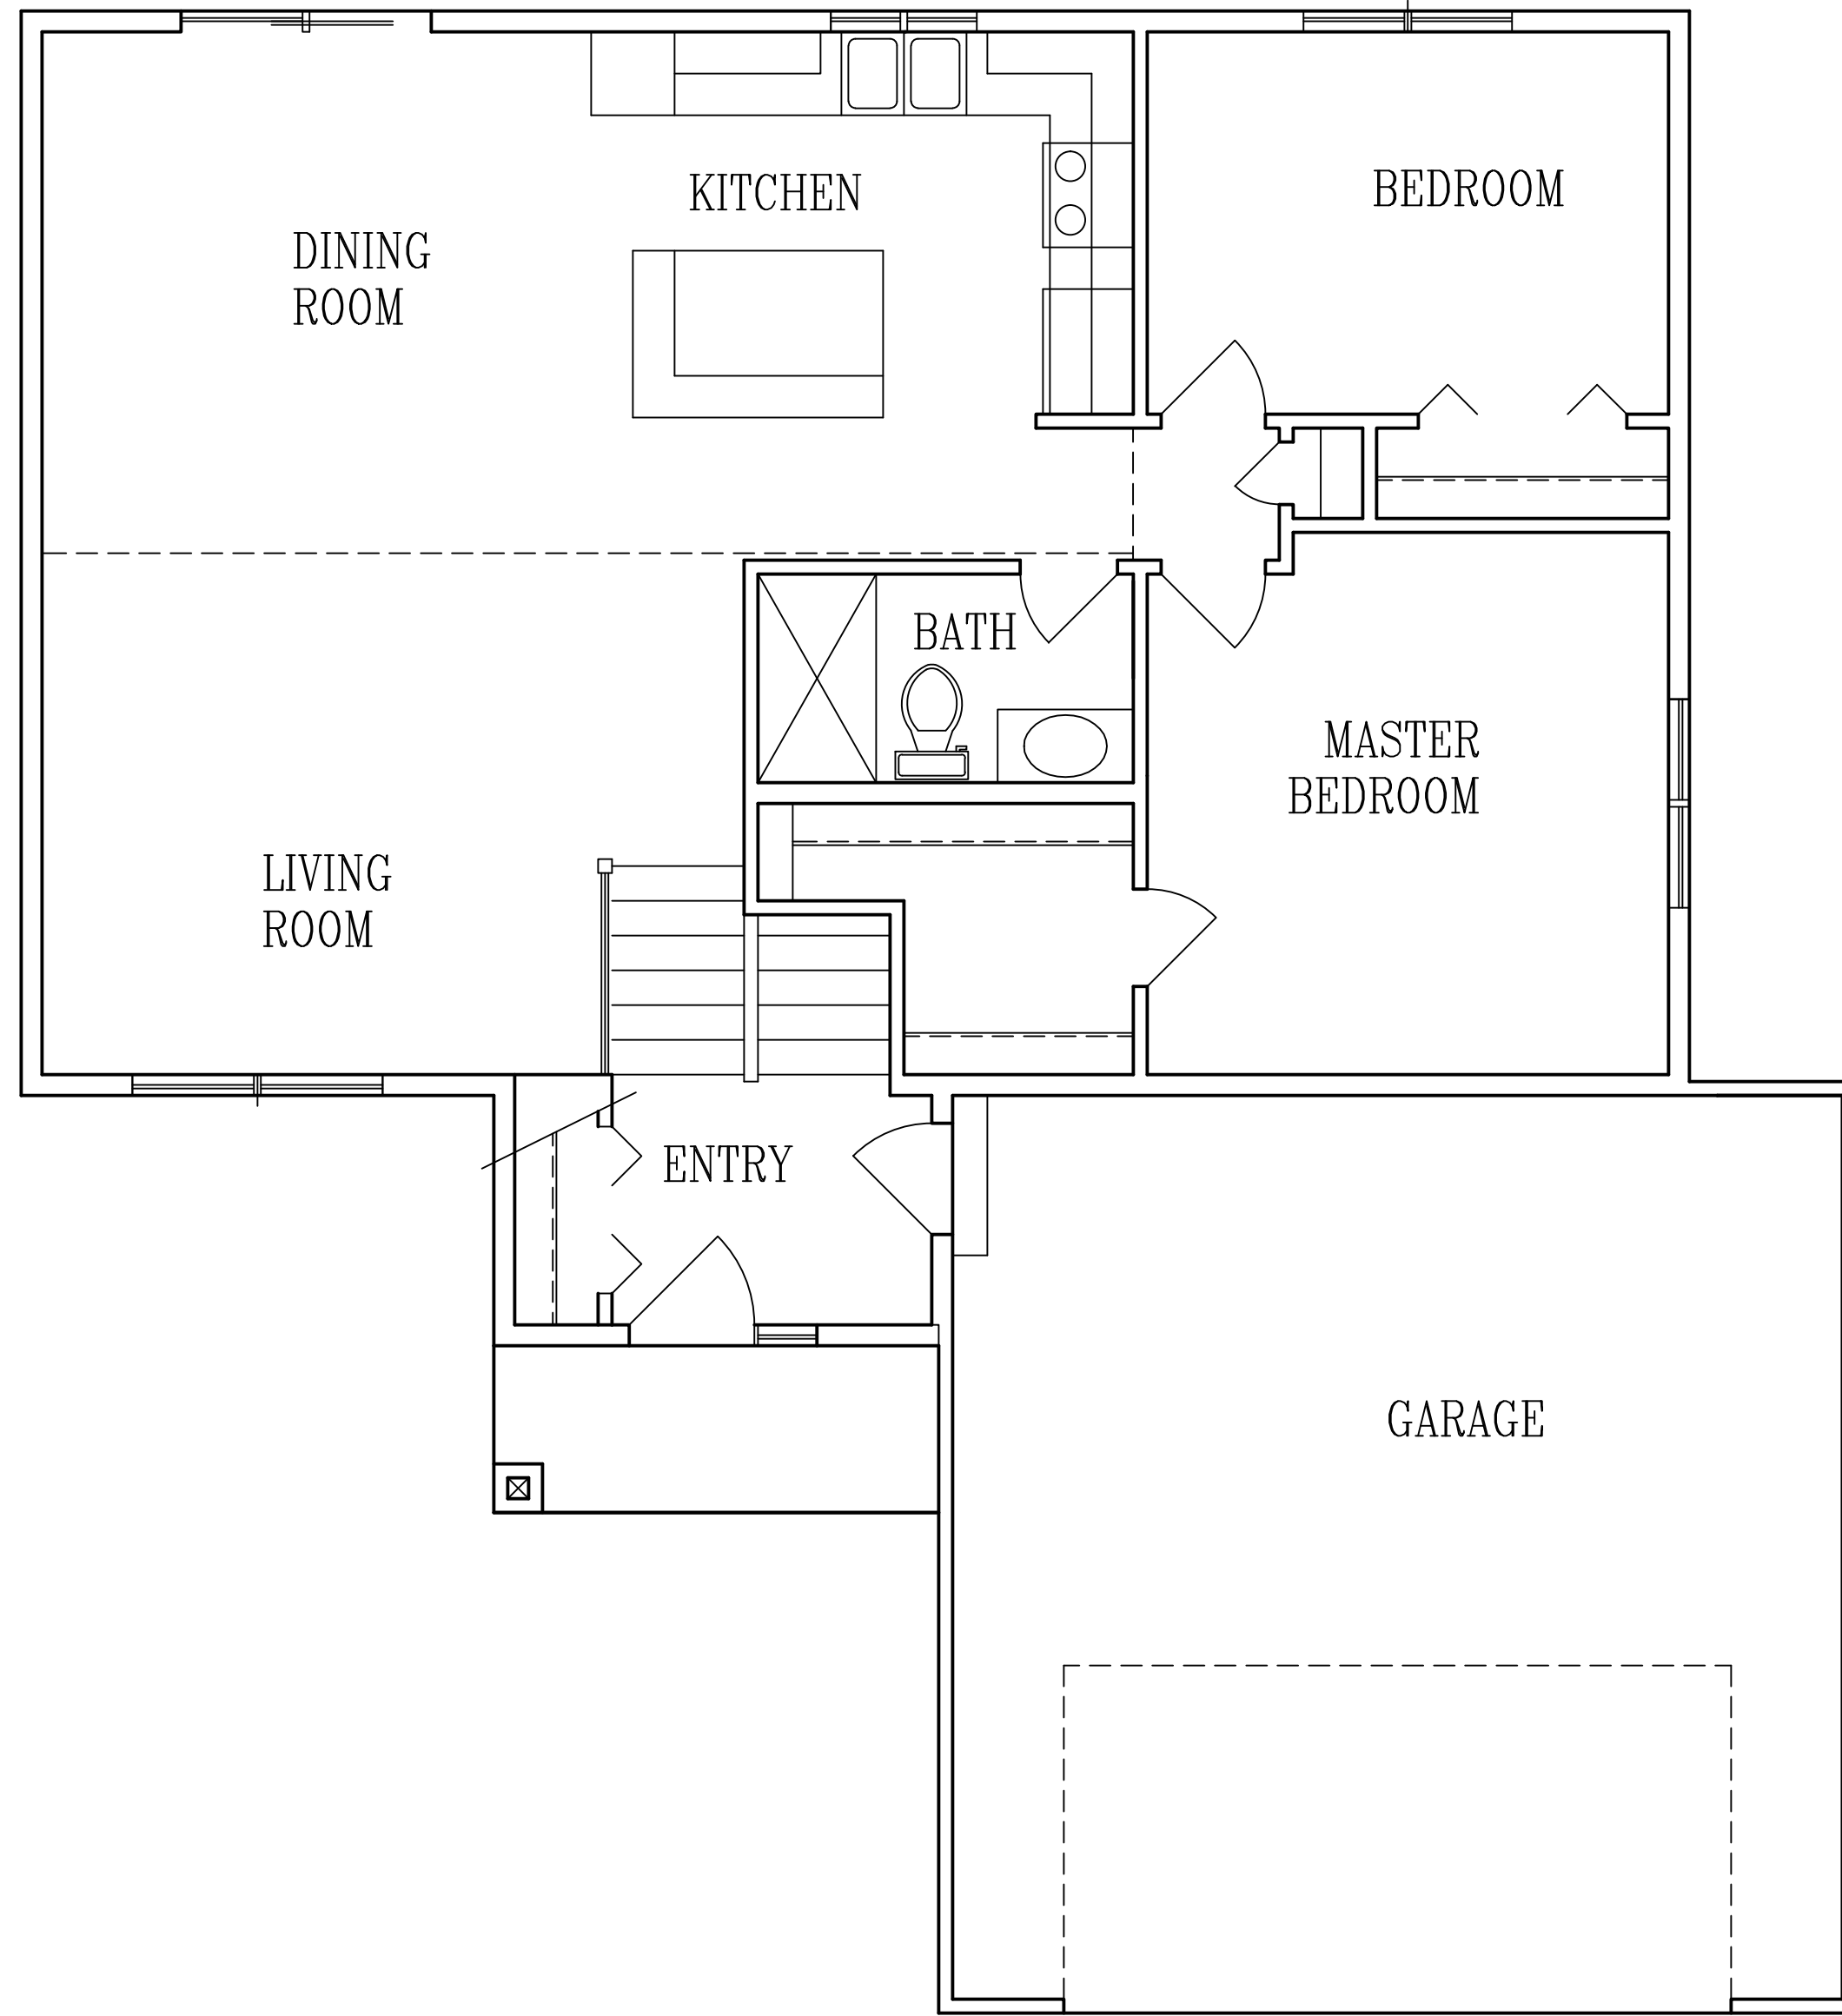 KITCHEN
BEDROOM
DINING
ROOM
BATH
MASTER
BEDROOM
LIVING
ROOM
ENTRY
GARAGE